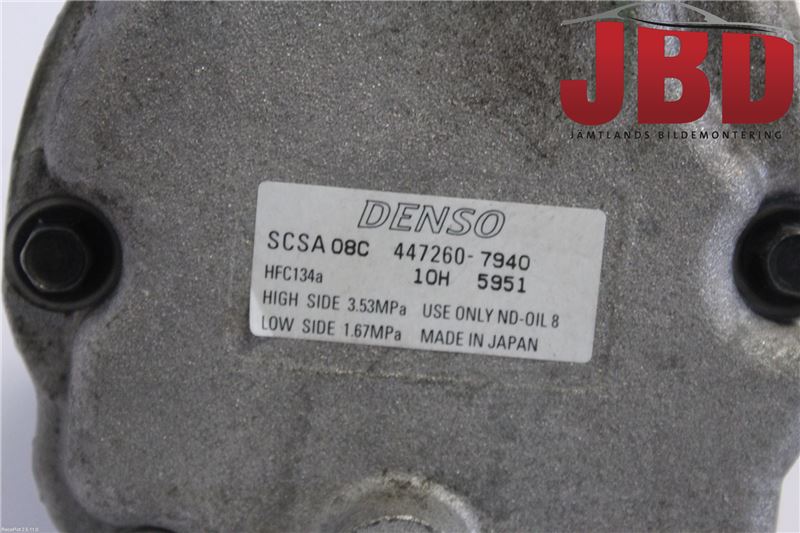 JBD
JÄMTLANDS BILDEMONTERING
DENSO
SCSA 08C 447260-7940
HFC134a 10H 5951
HIGH SIDE 3.53MPa USE ONLY ND-OIL 8
LOW SIDE 1.67MPa MADE IN JAPAN